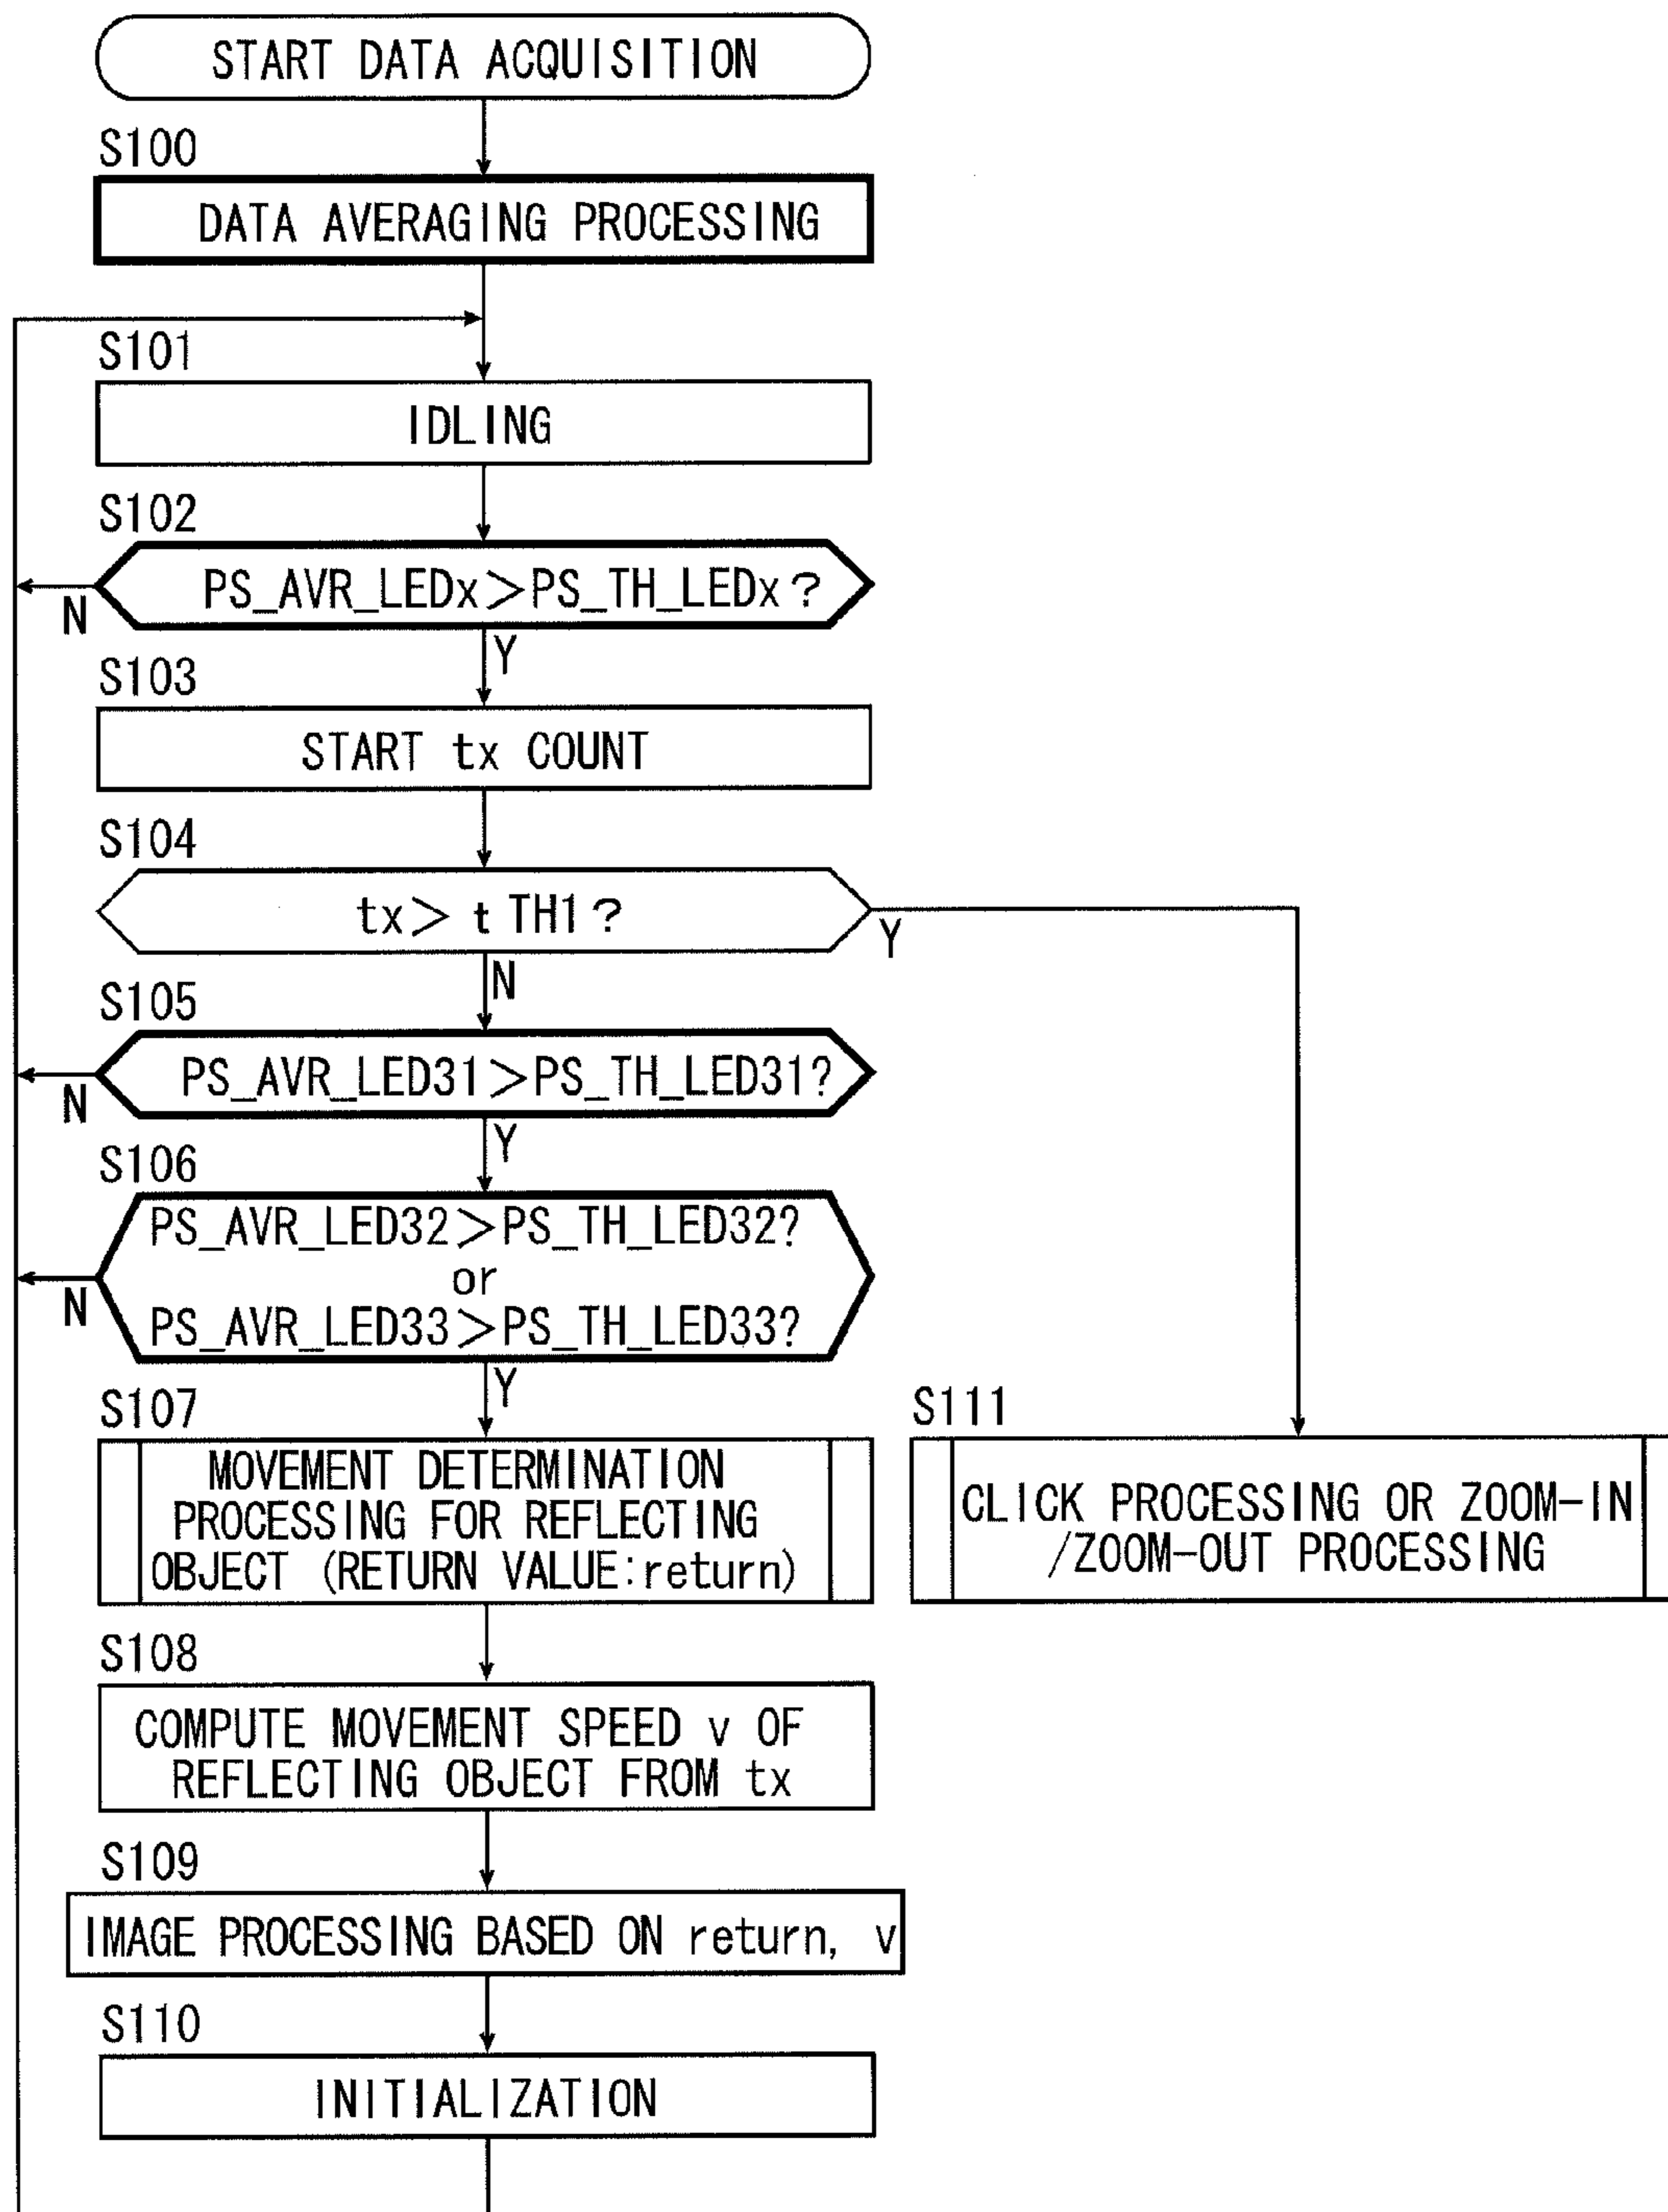 START DATA ACQUISITION
S100
DATA AVERAGING PROCESSING
S101
IDLING
S102
PS_AVR_LEDx>PS_TH_LEDx?
N
Y
S103
START tx COUNT
S104
tx> t TH1?
Y
N
S105
PS_AVR_LED31>PS_TH_LED31?
N
Y
S106
PS_AVR_LED32>PS_TH_LED32?
or
PS_AVR_LED33>PS_TH_LED33?
N
Y
S107
MOVEMENT DETERMINATION
PROCESSING FOR REFLECTING
OBJECT (RETURN VALUE:return)
S111
CLICK PROCESSING OR ZOOM-IN
/ZOOM-OUT PROCESSING
S108
COMPUTE MOVEMENT SPEED v OF
REFLECTING OBJECT FROM tx
S109
IMAGE PROCESSING BASED ON return, v
S110
INITIALIZATION